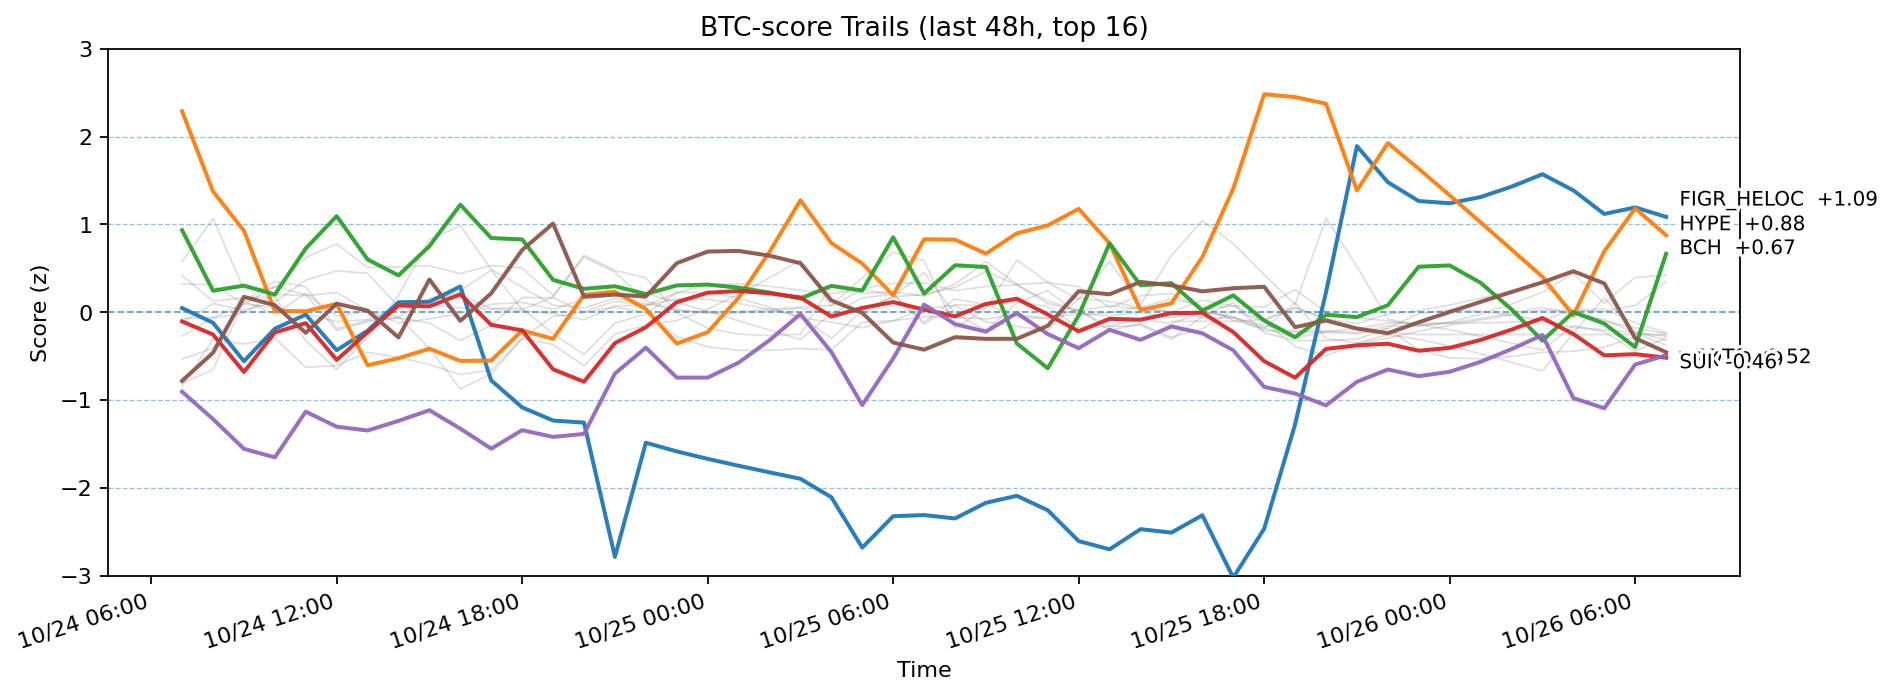 BTC-score Trails (last 48h, top 16)
Score (z)
3
2
1
0
−1
−2
−3
FIGR_HELOC +1.09
HYPE +0.88
BCH +0.67
SUI -0.46
10/24 06:00
10/24 12:00
10/24 18:00
10/25 00:00
10/25 06:00
10/25 12:00
10/25 18:00
10/26 00:00
10/26 06:00
Time